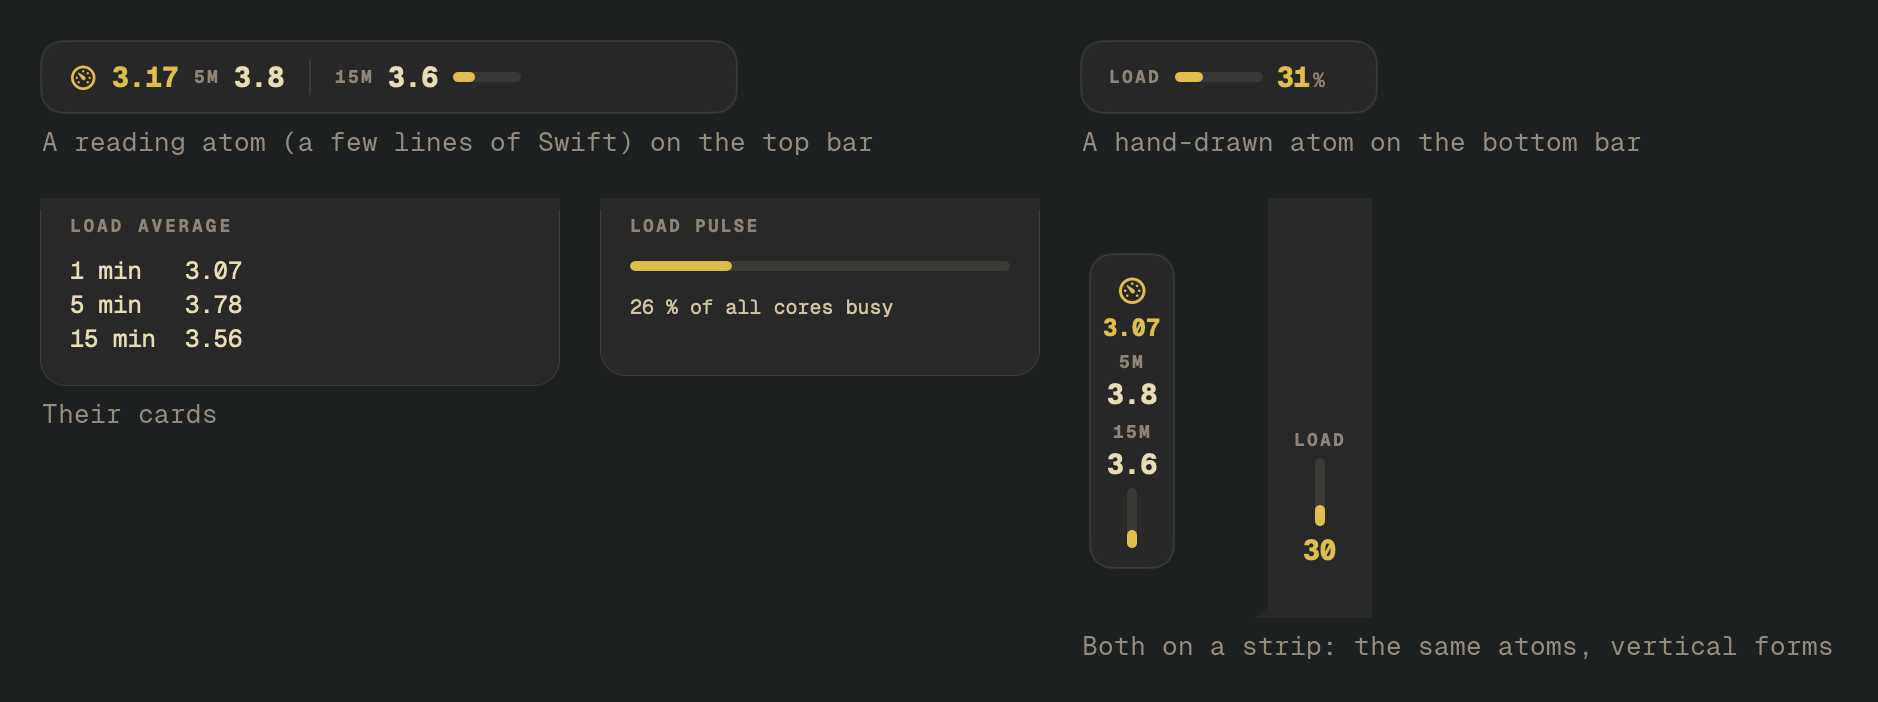 3.17 5M 3.8 15M 3.6
LOAD 31%
A reading atom (a few lines of Swift) on the top bar
A hand-drawn atom on the bottom bar
LOAD AVERAGE
1 min 3.07
5 min 3.78
15 min 3.56
LOAD PULSE
26 % of all cores busy
Their cards
3.07
5M
3.8
15M
3.6
LOAD
30
Both on a strip: the same atoms, vertical forms